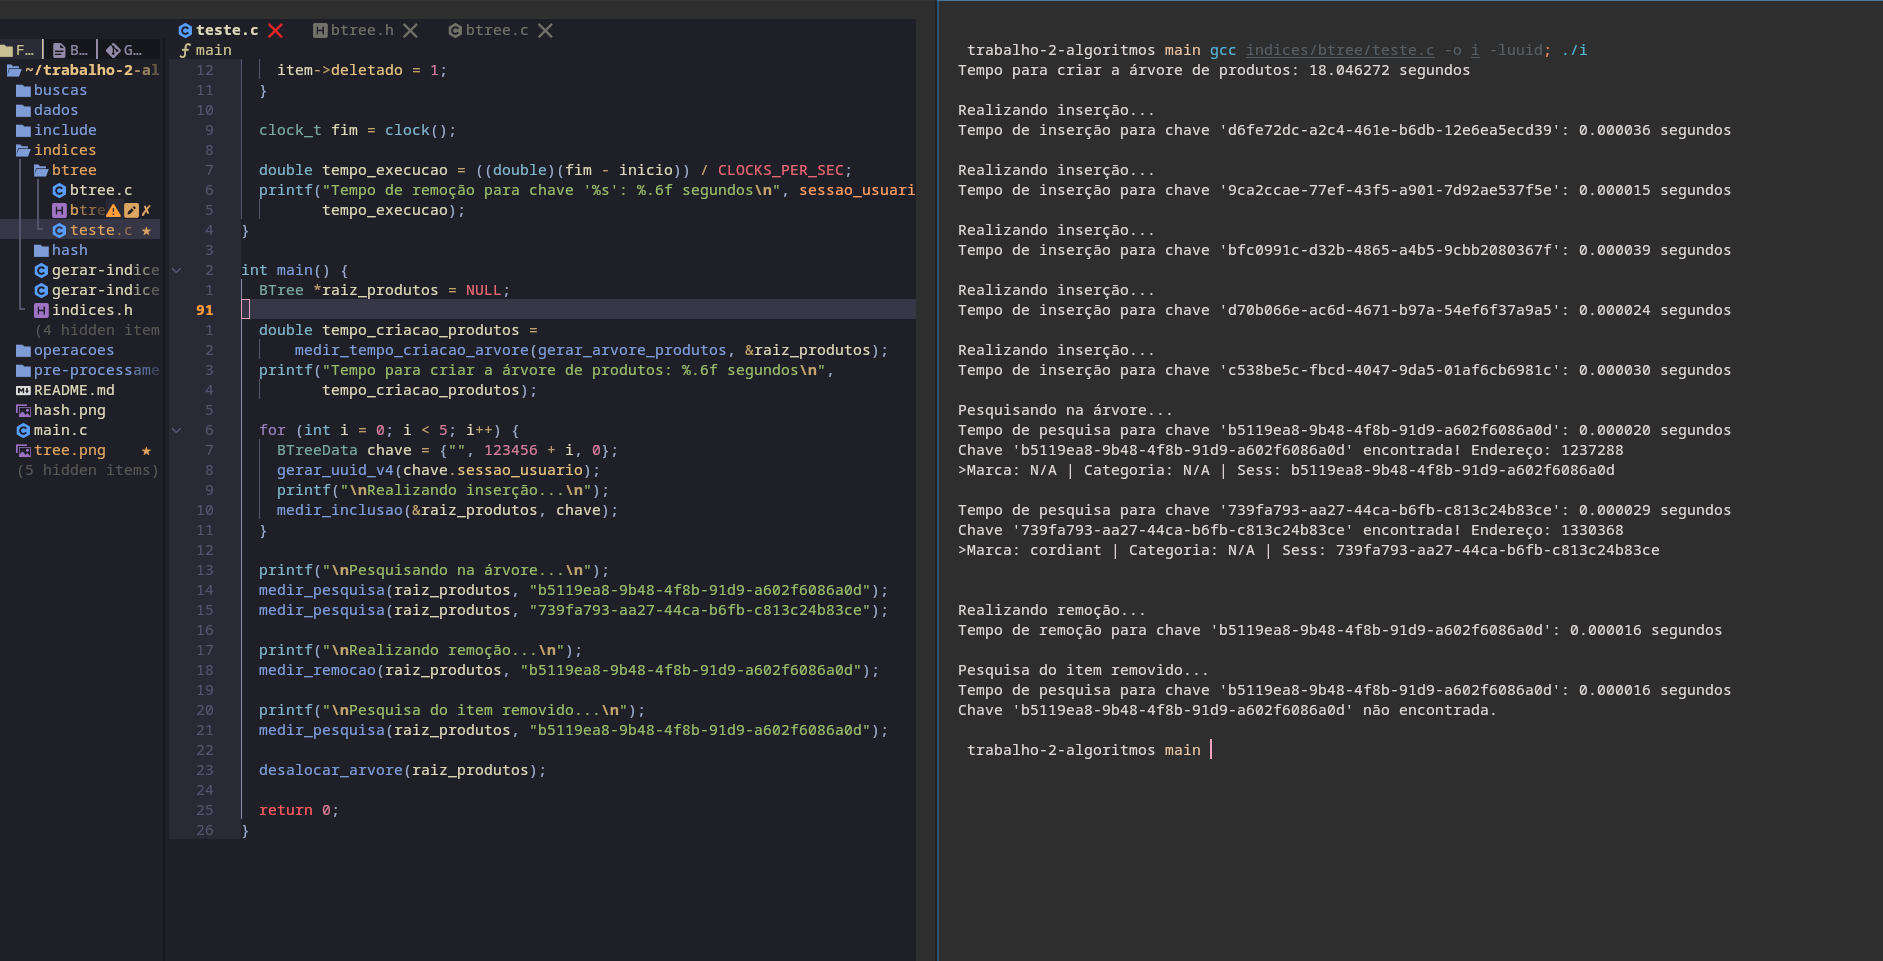 teste.c
btree.h
btree.c
F...
B...
G...
main
~/trabalho-2-al
buscas
dados
include
indices
btree
btree.c
btre
teste.c
hash
gerar-indice
gerar-indice
indices.h
(4 hidden item
operacoes
pre-processame
README.md
hash.png
main.c
tree.png
(5 hidden items)
12 item->deletado = 1;
11 }
10
9 clock_t fim = clock();
8
7 double tempo_execucao = ((double)(fim - inicio)) / CLOCKS_PER_SEC;
6 printf("Tempo de remoção para chave '%s': %.6f segundos\n", sessao_usuari
5 tempo_execucao);
4 }
3
2 int main() {
1 BTree *raiz_produtos = NULL;
91
1 double tempo_criacao_produtos =
2 medir_tempo_criacao_arvore(gerar_arvore_produtos, &raiz_produtos);
3 printf("Tempo para criar a árvore de produtos: %.6f segundos\n",
4 tempo_criacao_produtos);
5
6 for (int i = 0; i < 5; i++) {
7 BTreeData chave = {"", 123456 + i, 0};
8 gerar_uuid_v4(chave.sessao_usuario);
9 printf("\nRealizando inserção...\n");
10 medir_inclusao(&raiz_produtos, chave);
11 }
12
13 printf("\nPesquisando na árvore...\n");
14 medir_pesquisa(raiz_produtos, "b5119ea8-9b48-4f8b-91d9-a602f6086a0d");
15 medir_pesquisa(raiz_produtos, "739fa793-aa27-44ca-b6fb-c813c24b83ce");
16
17 printf("\nRealizando remoção...\n");
18 medir_remocao(raiz_produtos, "b5119ea8-9b48-4f8b-91d9-a602f6086a0d");
19
20 printf("\nPesquisa do item removido...\n");
21 medir_pesquisa(raiz_produtos, "b5119ea8-9b48-4f8b-91d9-a602f6086a0d");
22
23 desalocar_arvore(raiz_produtos);
24
25 return 0;
26 }
trabalho-2-algoritmos main gcc indices/btree/teste.c -o i -luuid; ./i
Tempo para criar a árvore de produtos: 18.046272 segundos
Realizando inserção...
Tempo de inserção para chave 'd6fe72dc-a2c4-461e-b6db-12e6ea5ecd39': 0.000036 segundos
Realizando inserção...
Tempo de inserção para chave '9ca2ccae-77ef-43f5-a901-7d92ae537f5e': 0.000015 segundos
Realizando inserção...
Tempo de inserção para chave 'bfc0991c-d32b-4865-a4b5-9cbb2080367f': 0.000039 segundos
Realizando inserção...
Tempo de inserção para chave 'd70b066e-ac6d-4671-b97a-54ef6f37a9a5': 0.000024 segundos
Realizando inserção...
Tempo de inserção para chave 'c538be5c-fbcd-4047-9da5-01af6cb6981c': 0.000030 segundos
Pesquisando na árvore...
Tempo de pesquisa para chave 'b5119ea8-9b48-4f8b-91d9-a602f6086a0d': 0.000020 segundos
Chave 'b5119ea8-9b48-4f8b-91d9-a602f6086a0d' encontrada! Endereço: 1237288
>Marca: N/A | Categoria: N/A | Sess: b5119ea8-9b48-4f8b-91d9-a602f6086a0d
Tempo de pesquisa para chave '739fa793-aa27-44ca-b6fb-c813c24b83ce': 0.000029 segundos
Chave '739fa793-aa27-44ca-b6fb-c813c24b83ce' encontrada! Endereço: 1330368
>Marca: cordiant | Categoria: N/A | Sess: 739fa793-aa27-44ca-b6fb-c813c24b83ce
Realizando remoção...
Tempo de remoção para chave 'b5119ea8-9b48-4f8b-91d9-a602f6086a0d': 0.000016 segundos
Pesquisa do item removido...
Tempo de pesquisa para chave 'b5119ea8-9b48-4f8b-91d9-a602f6086a0d': 0.000016 segundos
Chave 'b5119ea8-9b48-4f8b-91d9-a602f6086a0d' não encontrada.
trabalho-2-algoritmos main